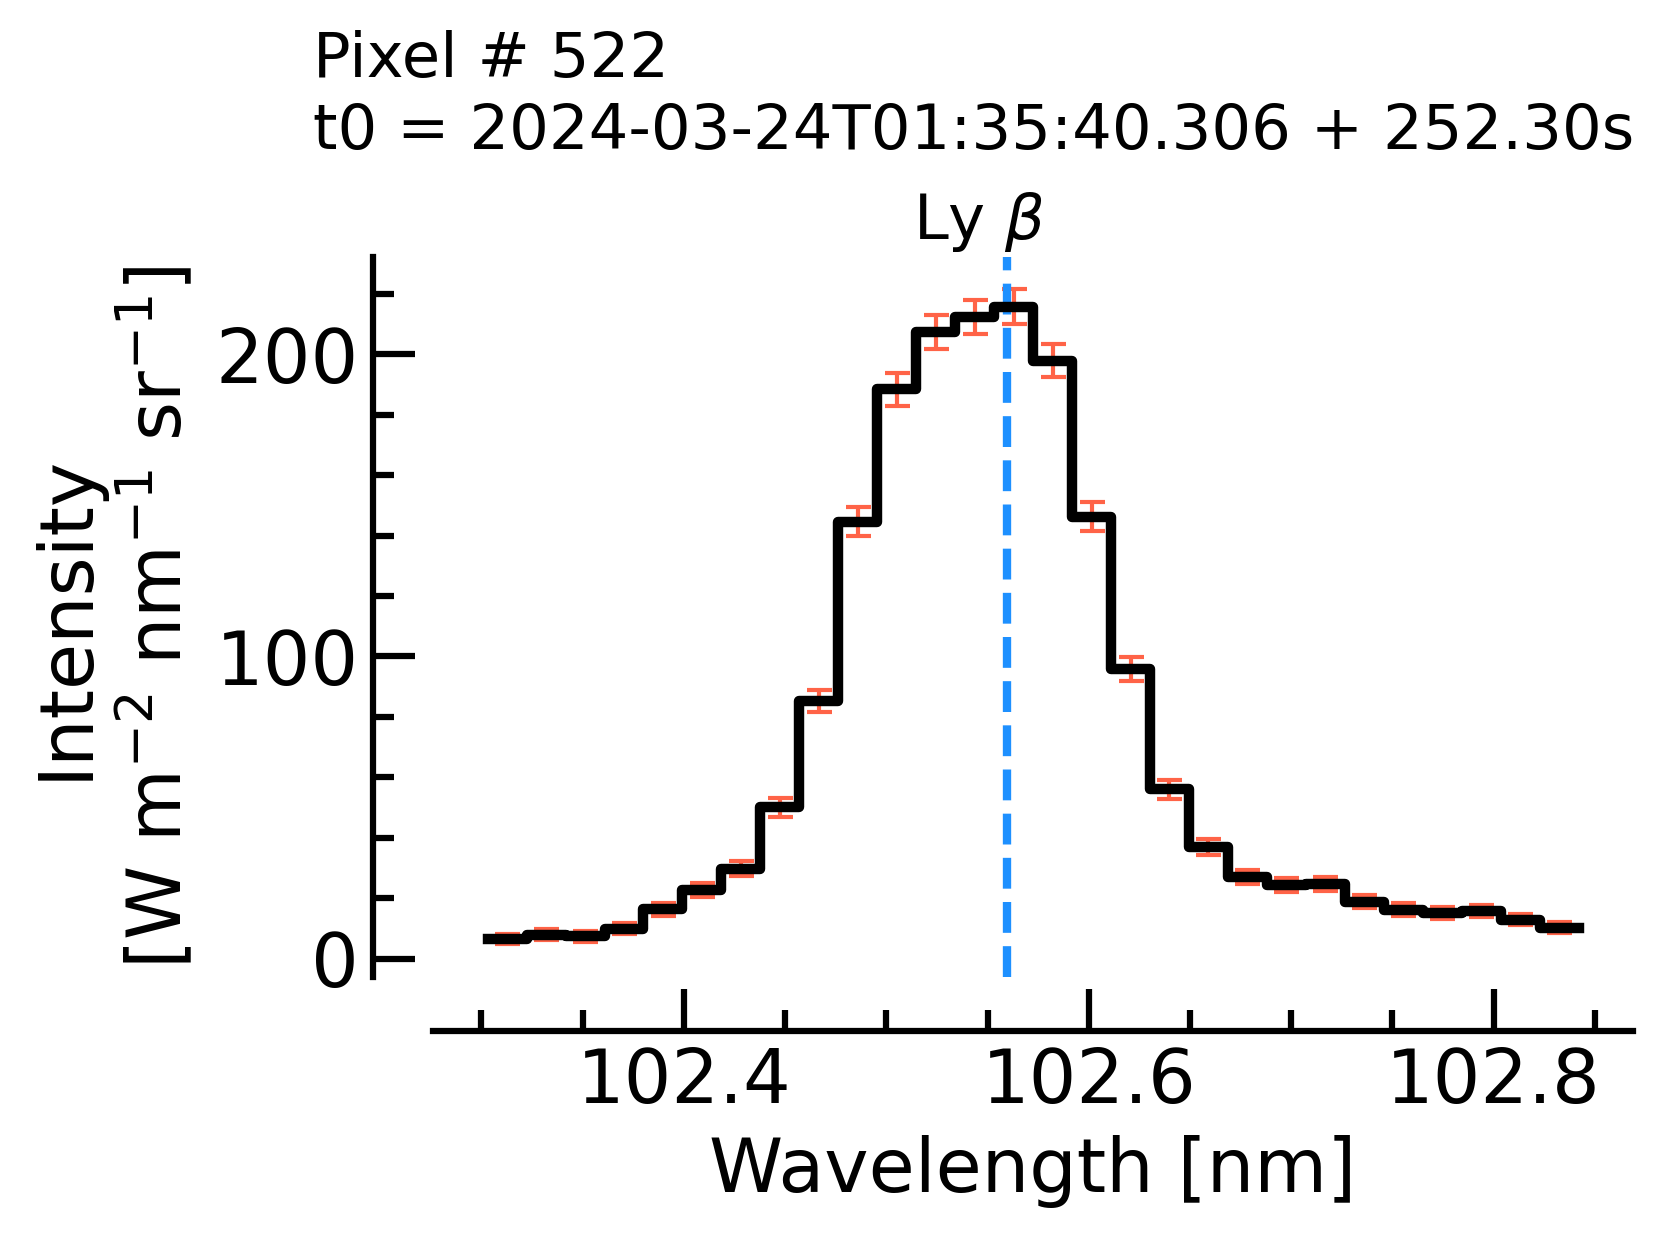 Pixel # 522
t0 = 2024-03-24T01:35:40.306 + 252.30s
Ly β
Intensity
[W m⁻² nm⁻¹ sr⁻¹]
200
100
0
102.4 102.6 102.8
Wavelength [nm]